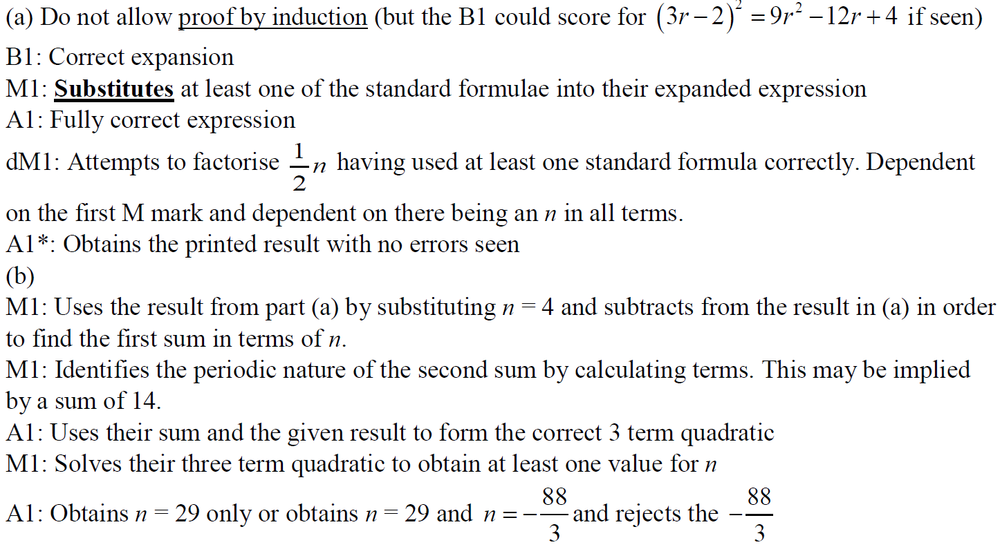 (a) Do not allow proof by induction (but the B1 could score for (3r − 2)² = 9r² − 12r + 4 if seen)
B1: Correct expansion
M1: Substitutes at least one of the standard formulae into their expanded expression
A1: Fully correct expression
dM1: Attempts to factorise 1/2 n having used at least one standard formula correctly. Dependent
on the first M mark and dependent on there being an n in all terms.
A1*: Obtains the printed result with no errors seen
(b)
M1: Uses the result from part (a) by substituting n = 4 and subtracts from the result in (a) in order
to find the first sum in terms of n.
M1: Identifies the periodic nature of the second sum by calculating terms. This may be implied
by a sum of 14.
A1: Uses their sum and the given result to form the correct 3 term quadratic
M1: Solves their three term quadratic to obtain at least one value for n
A1: Obtains n = 29 only or obtains n = 29 and n = −88/3 and rejects the −88/3